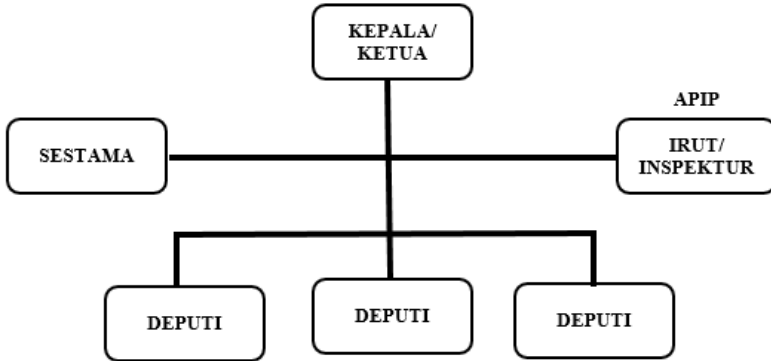 KEPALA/
KETUA
APIP
SESTAMA
IRUT/
INSPEKTUR
DEPUTI
DEPUTI
DEPUTI